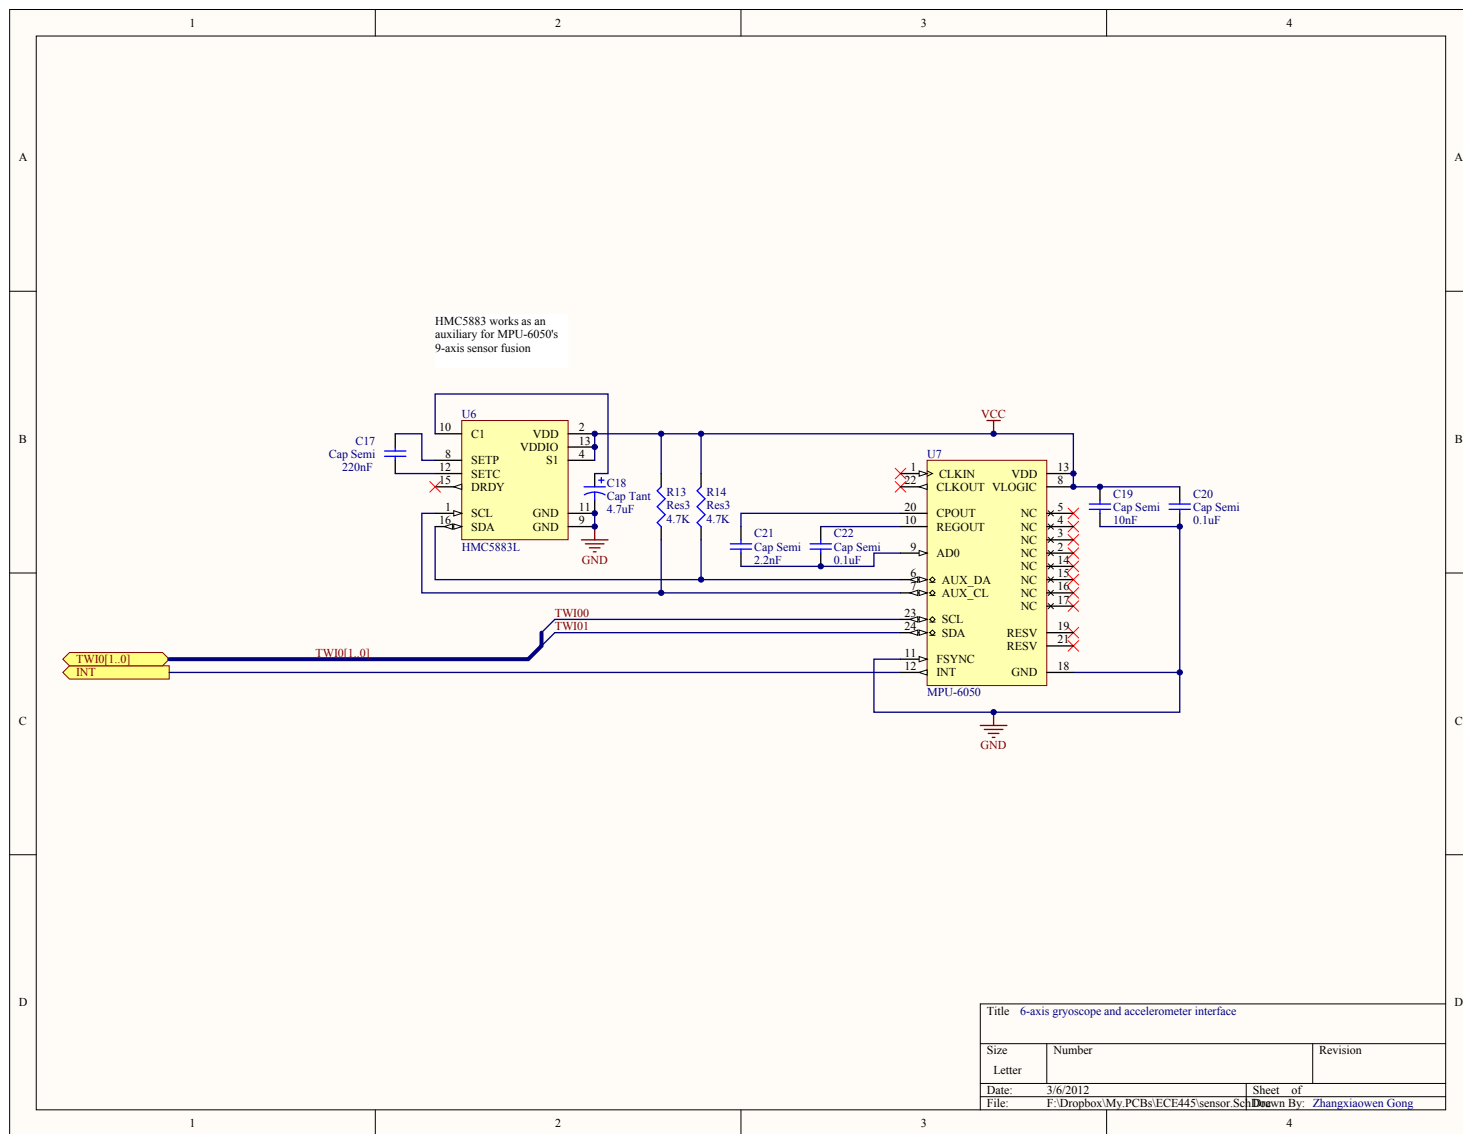 1 2 3 4
A A
B B
C C
D D
HMC5883 works as an
auxiliary for MPU-6050's
9-axis sensor fusion
U6
10 C1 VDD 2
VDDIO 13
8 SETP S1 4
12 SETC
15 DRDY
1 SCL GND 11
16 SDA GND 9
HMC5883L
C17
Cap Semi
220nF
C18
+
Cap Tant
4.7uF
GND
R13
Res3
4.7K
R14
Res3
4.7K
VCC
U7
1 CLKIN VDD 13
22 CLKOUT VLOGIC 8
20 CPOUT NC 5
10 REGOUT NC 4
NC 3
9 AD0 NC 2
NC 14
6 AUX_DA NC 15
7 AUX_CL NC 16
NC 17
23 SCL
24 SDA RESV 19
RESV 21
11 FSYNC
12 INT GND 18
MPU-6050
C21
Cap Semi
2.2nF
C22
Cap Semi
0.1uF
C19
Cap Semi
10nF
C20
Cap Semi
0.1uF
TWI00
TWI01
TWI0[1..0]
TWI0[1..0]
INT
GND
Title 6-axis gryoscope and accelerometer interface
Size Number Revision
Letter
Date: 3/6/2012 Sheet of
File: F:\Dropbox\My.PCBs\ECE445\sensor.SchDoc Drawn By: Zhangxiaowen Gong
1 2 3 4